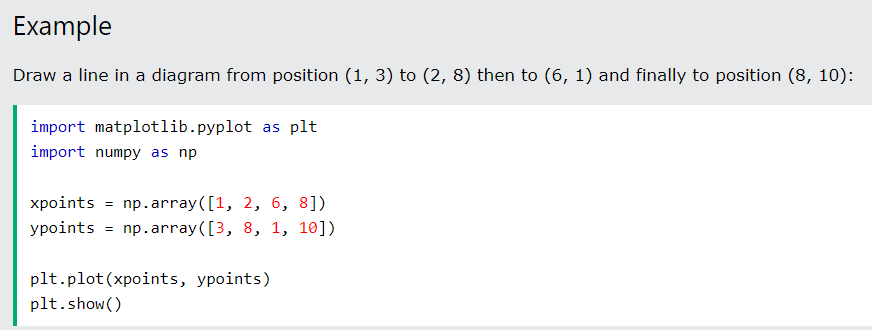 Example
Draw a line in a diagram from position (1, 3) to (2, 8) then to (6, 1) and finally to position (8, 10):
import matplotlib.pyplot as plt
import numpy as np
xpoints = np.array([1, 2, 6, 8])
ypoints = np.array([3, 8, 1, 10])
plt.plot(xpoints, ypoints)
plt.show()